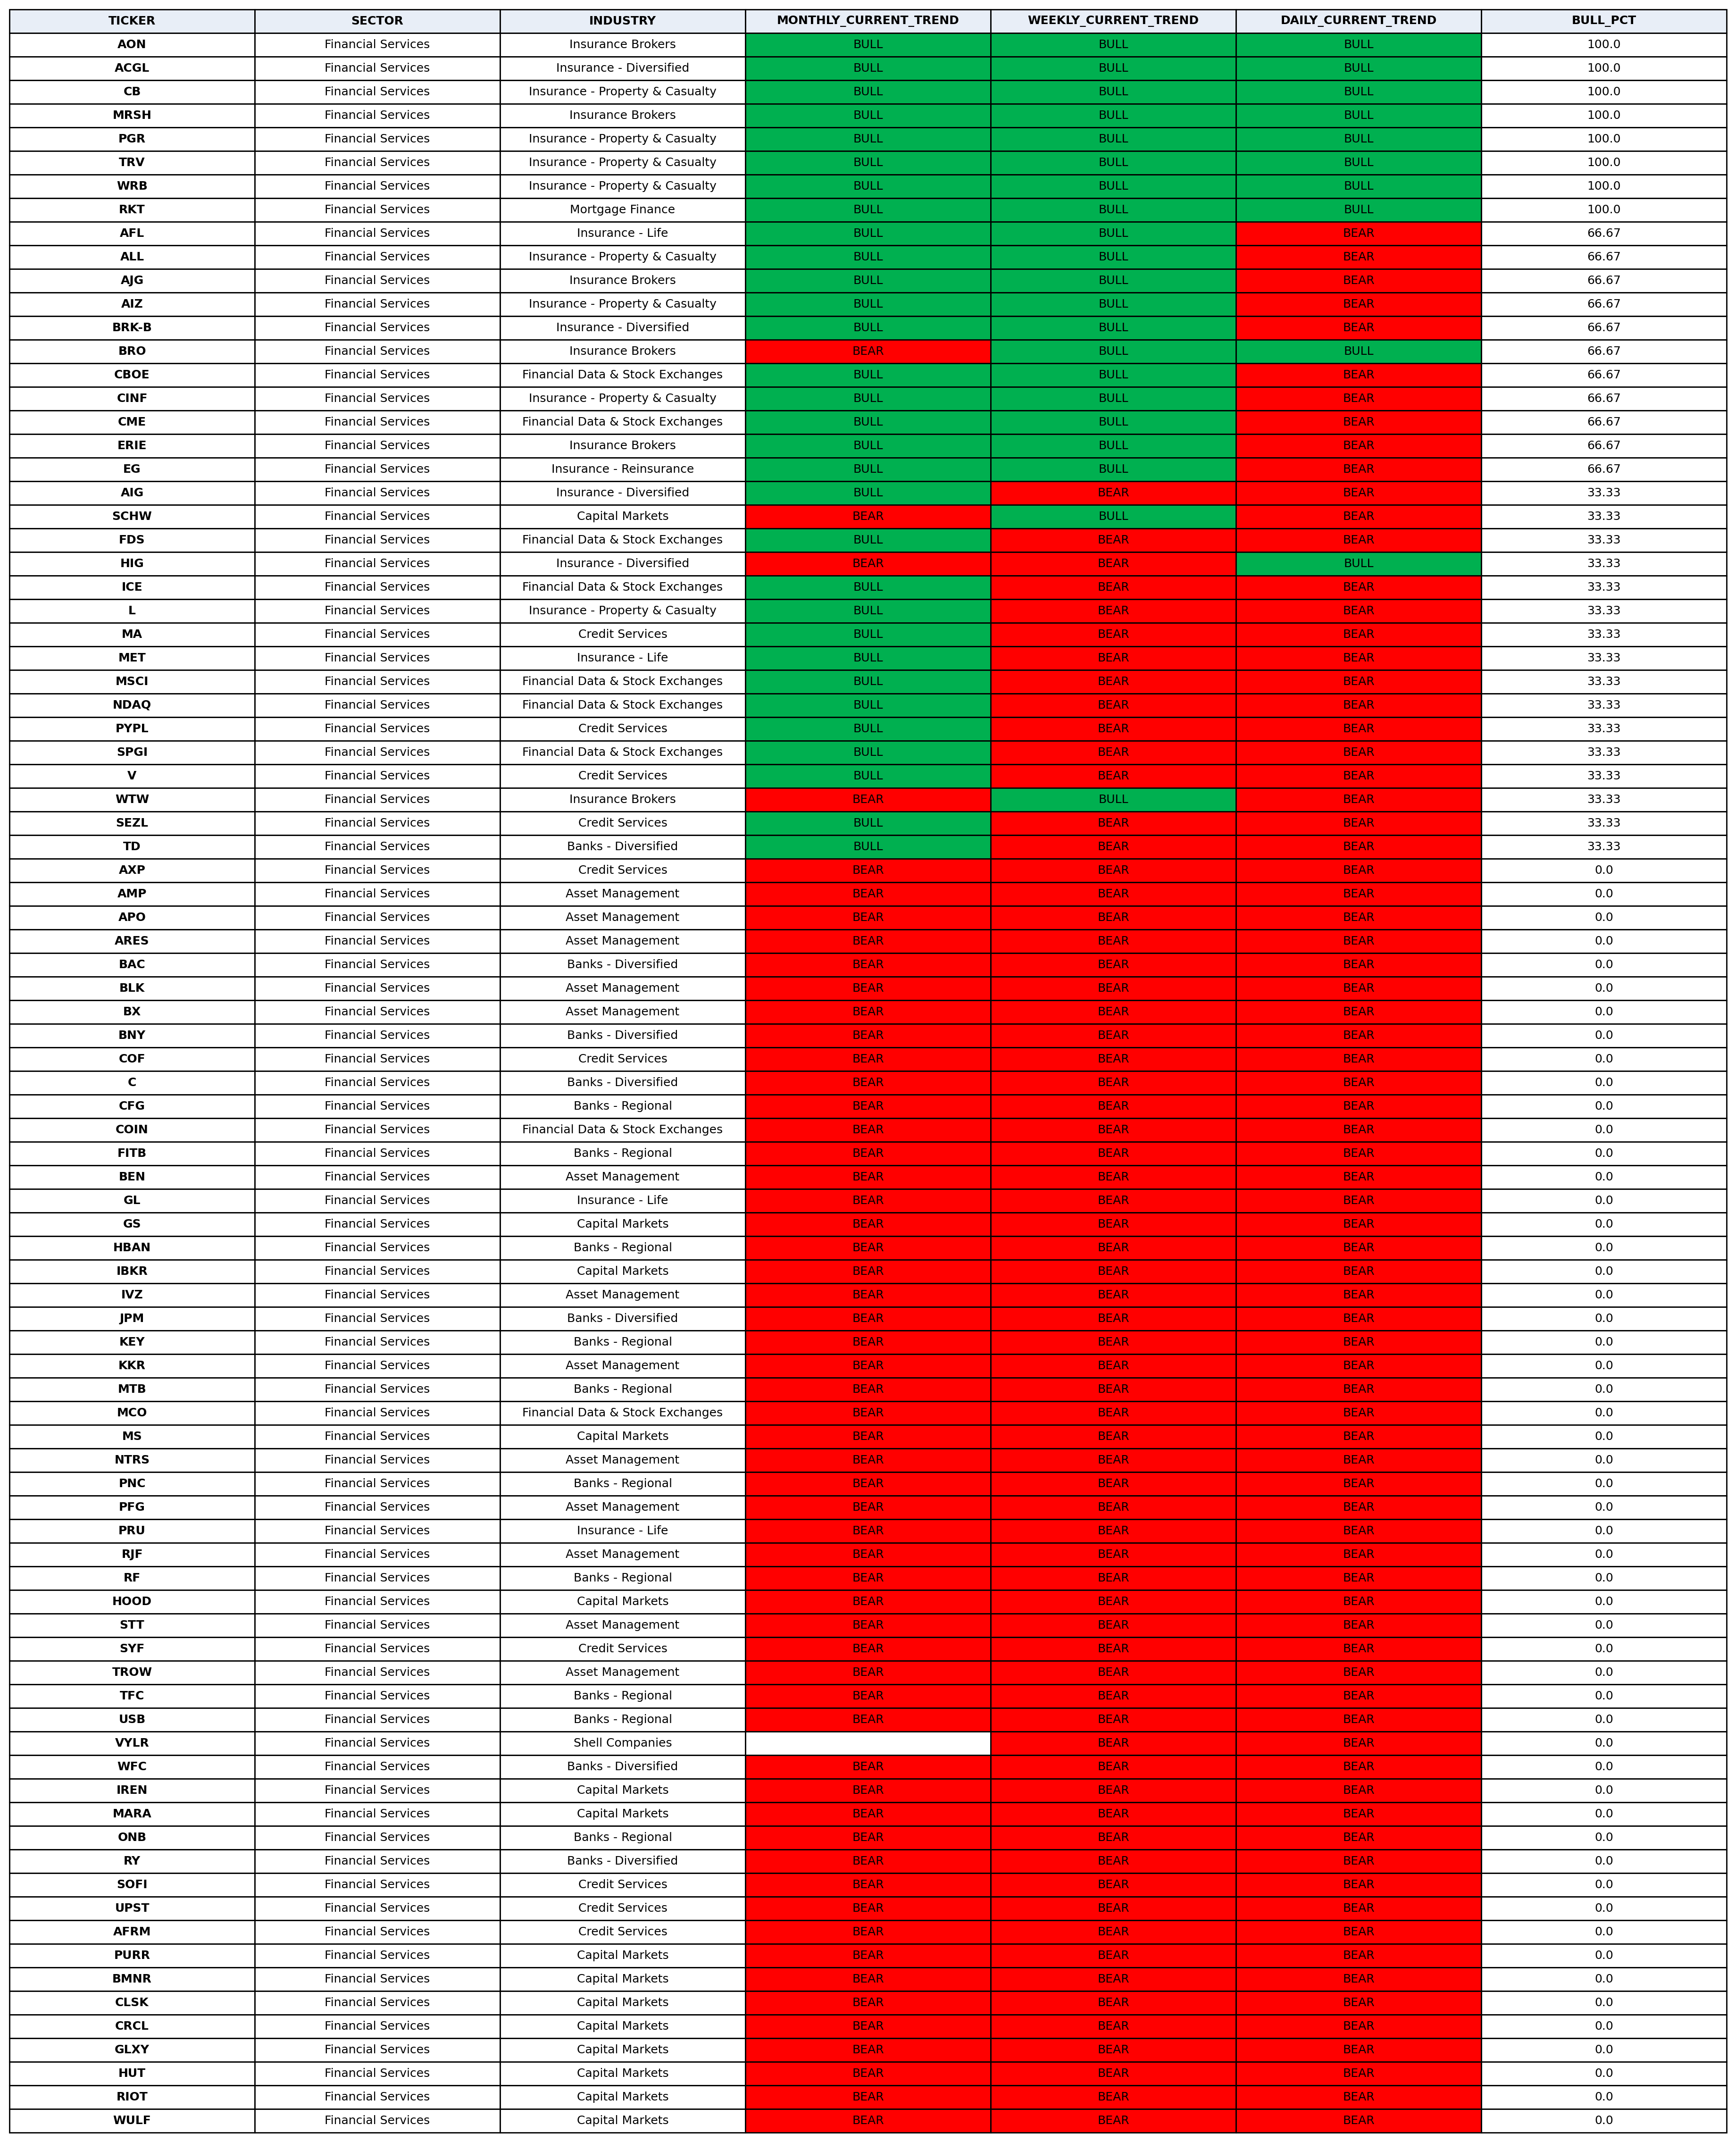 TICKER SECTOR INDUSTRY MONTHLY_CURRENT_TREND WEEKLY_CURRENT_TREND DAILY_CURRENT_TREND BULL_PCT
AON Financial Services Insurance Brokers BULL BULL BULL 100.0
ACGL Financial Services Insurance - Diversified BULL BULL BULL 100.0
CB Financial Services Insurance - Property & Casualty BULL BULL BULL 100.0
MRSH Financial Services Insurance Brokers BULL BULL BULL 100.0
PGR Financial Services Insurance - Property & Casualty BULL BULL BULL 100.0
TRV Financial Services Insurance - Property & Casualty BULL BULL BULL 100.0
WRB Financial Services Insurance - Property & Casualty BULL BULL BULL 100.0
RKT Financial Services Mortgage Finance BULL BULL BULL 100.0
AFL Financial Services Insurance - Life BULL BULL BEAR 66.67
ALL Financial Services Insurance - Property & Casualty BULL BULL BEAR 66.67
AJG Financial Services Insurance Brokers BULL BULL BEAR 66.67
AIZ Financial Services Insurance - Property & Casualty BULL BULL BEAR 66.67
BRK-B Financial Services Insurance - Diversified BULL BULL BEAR 66.67
BRO Financial Services Insurance Brokers BEAR BULL BULL 66.67
CBOE Financial Services Financial Data & Stock Exchanges BULL BULL BEAR 66.67
CINF Financial Services Insurance - Property & Casualty BULL BULL BEAR 66.67
CME Financial Services Financial Data & Stock Exchanges BULL BULL BEAR 66.67
ERIE Financial Services Insurance Brokers BULL BULL BEAR 66.67
EG Financial Services Insurance - Reinsurance BULL BULL BEAR 66.67
AIG Financial Services Insurance - Diversified BULL BEAR BEAR 33.33
SCHW Financial Services Capital Markets BEAR BULL BEAR 33.33
FDS Financial Services Financial Data & Stock Exchanges BULL BEAR BEAR 33.33
HIG Financial Services Insurance - Diversified BEAR BEAR BULL 33.33
ICE Financial Services Financial Data & Stock Exchanges BULL BEAR BEAR 33.33
L Financial Services Insurance - Property & Casualty BULL BEAR BEAR 33.33
MA Financial Services Credit Services BULL BEAR BEAR 33.33
MET Financial Services Insurance - Life BULL BEAR BEAR 33.33
MSCI Financial Services Financial Data & Stock Exchanges BULL BEAR BEAR 33.33
NDAQ Financial Services Financial Data & Stock Exchanges BULL BEAR BEAR 33.33
PYPL Financial Services Credit Services BULL BEAR BEAR 33.33
SPGI Financial Services Financial Data & Stock Exchanges BULL BEAR BEAR 33.33
V Financial Services Credit Services BULL BEAR BEAR 33.33
WTW Financial Services Insurance Brokers BEAR BULL BEAR 33.33
SEZL Financial Services Credit Services BULL BEAR BEAR 33.33
TD Financial Services Banks - Diversified BULL BEAR BEAR 33.33
AXP Financial Services Credit Services BEAR BEAR BEAR 0.0
AMP Financial Services Asset Management BEAR BEAR BEAR 0.0
APO Financial Services Asset Management BEAR BEAR BEAR 0.0
ARES Financial Services Asset Management BEAR BEAR BEAR 0.0
BAC Financial Services Banks - Diversified BEAR BEAR BEAR 0.0
BLK Financial Services Asset Management BEAR BEAR BEAR 0.0
BX Financial Services Asset Management BEAR BEAR BEAR 0.0
BNY Financial Services Banks - Diversified BEAR BEAR BEAR 0.0
COF Financial Services Credit Services BEAR BEAR BEAR 0.0
C Financial Services Banks - Diversified BEAR BEAR BEAR 0.0
CFG Financial Services Banks - Regional BEAR BEAR BEAR 0.0
COIN Financial Services Financial Data & Stock Exchanges BEAR BEAR BEAR 0.0
FITB Financial Services Banks - Regional BEAR BEAR BEAR 0.0
BEN Financial Services Asset Management BEAR BEAR BEAR 0.0
GL Financial Services Insurance - Life BEAR BEAR BEAR 0.0
GS Financial Services Capital Markets BEAR BEAR BEAR 0.0
HBAN Financial Services Banks - Regional BEAR BEAR BEAR 0.0
IBKR Financial Services Capital Markets BEAR BEAR BEAR 0.0
IVZ Financial Services Asset Management BEAR BEAR BEAR 0.0
JPM Financial Services Banks - Diversified BEAR BEAR BEAR 0.0
KEY Financial Services Banks - Regional BEAR BEAR BEAR 0.0
KKR Financial Services Asset Management BEAR BEAR BEAR 0.0
MTB Financial Services Banks - Regional BEAR BEAR BEAR 0.0
MCO Financial Services Financial Data & Stock Exchanges BEAR BEAR BEAR 0.0
MS Financial Services Capital Markets BEAR BEAR BEAR 0.0
NTRS Financial Services Asset Management BEAR BEAR BEAR 0.0
PNC Financial Services Banks - Regional BEAR BEAR BEAR 0.0
PFG Financial Services Asset Management BEAR BEAR BEAR 0.0
PRU Financial Services Insurance - Life BEAR BEAR BEAR 0.0
RJF Financial Services Asset Management BEAR BEAR BEAR 0.0
RF Financial Services Banks - Regional BEAR BEAR BEAR 0.0
HOOD Financial Services Capital Markets BEAR BEAR BEAR 0.0
STT Financial Services Asset Management BEAR BEAR BEAR 0.0
SYF Financial Services Credit Services BEAR BEAR BEAR 0.0
TROW Financial Services Asset Management BEAR BEAR BEAR 0.0
TFC Financial Services Banks - Regional BEAR BEAR BEAR 0.0
USB Financial Services Banks - Regional BEAR BEAR BEAR 0.0
VYLR Financial Services Shell Companies BEAR BEAR 0.0
WFC Financial Services Banks - Diversified BEAR BEAR BEAR 0.0
IREN Financial Services Capital Markets BEAR BEAR BEAR 0.0
MARA Financial Services Capital Markets BEAR BEAR BEAR 0.0
ONB Financial Services Banks - Regional BEAR BEAR BEAR 0.0
RY Financial Services Banks - Diversified BEAR BEAR BEAR 0.0
SOFI Financial Services Credit Services BEAR BEAR BEAR 0.0
UPST Financial Services Credit Services BEAR BEAR BEAR 0.0
AFRM Financial Services Credit Services BEAR BEAR BEAR 0.0
PURR Financial Services Capital Markets BEAR BEAR BEAR 0.0
BMNR Financial Services Capital Markets BEAR BEAR BEAR 0.0
CLSK Financial Services Capital Markets BEAR BEAR BEAR 0.0
CRCL Financial Services Capital Markets BEAR BEAR BEAR 0.0
GLXY Financial Services Capital Markets BEAR BEAR BEAR 0.0
HUT Financial Services Capital Markets BEAR BEAR BEAR 0.0
RIOT Financial Services Capital Markets BEAR BEAR BEAR 0.0
WULF Financial Services Capital Markets BEAR BEAR BEAR 0.0